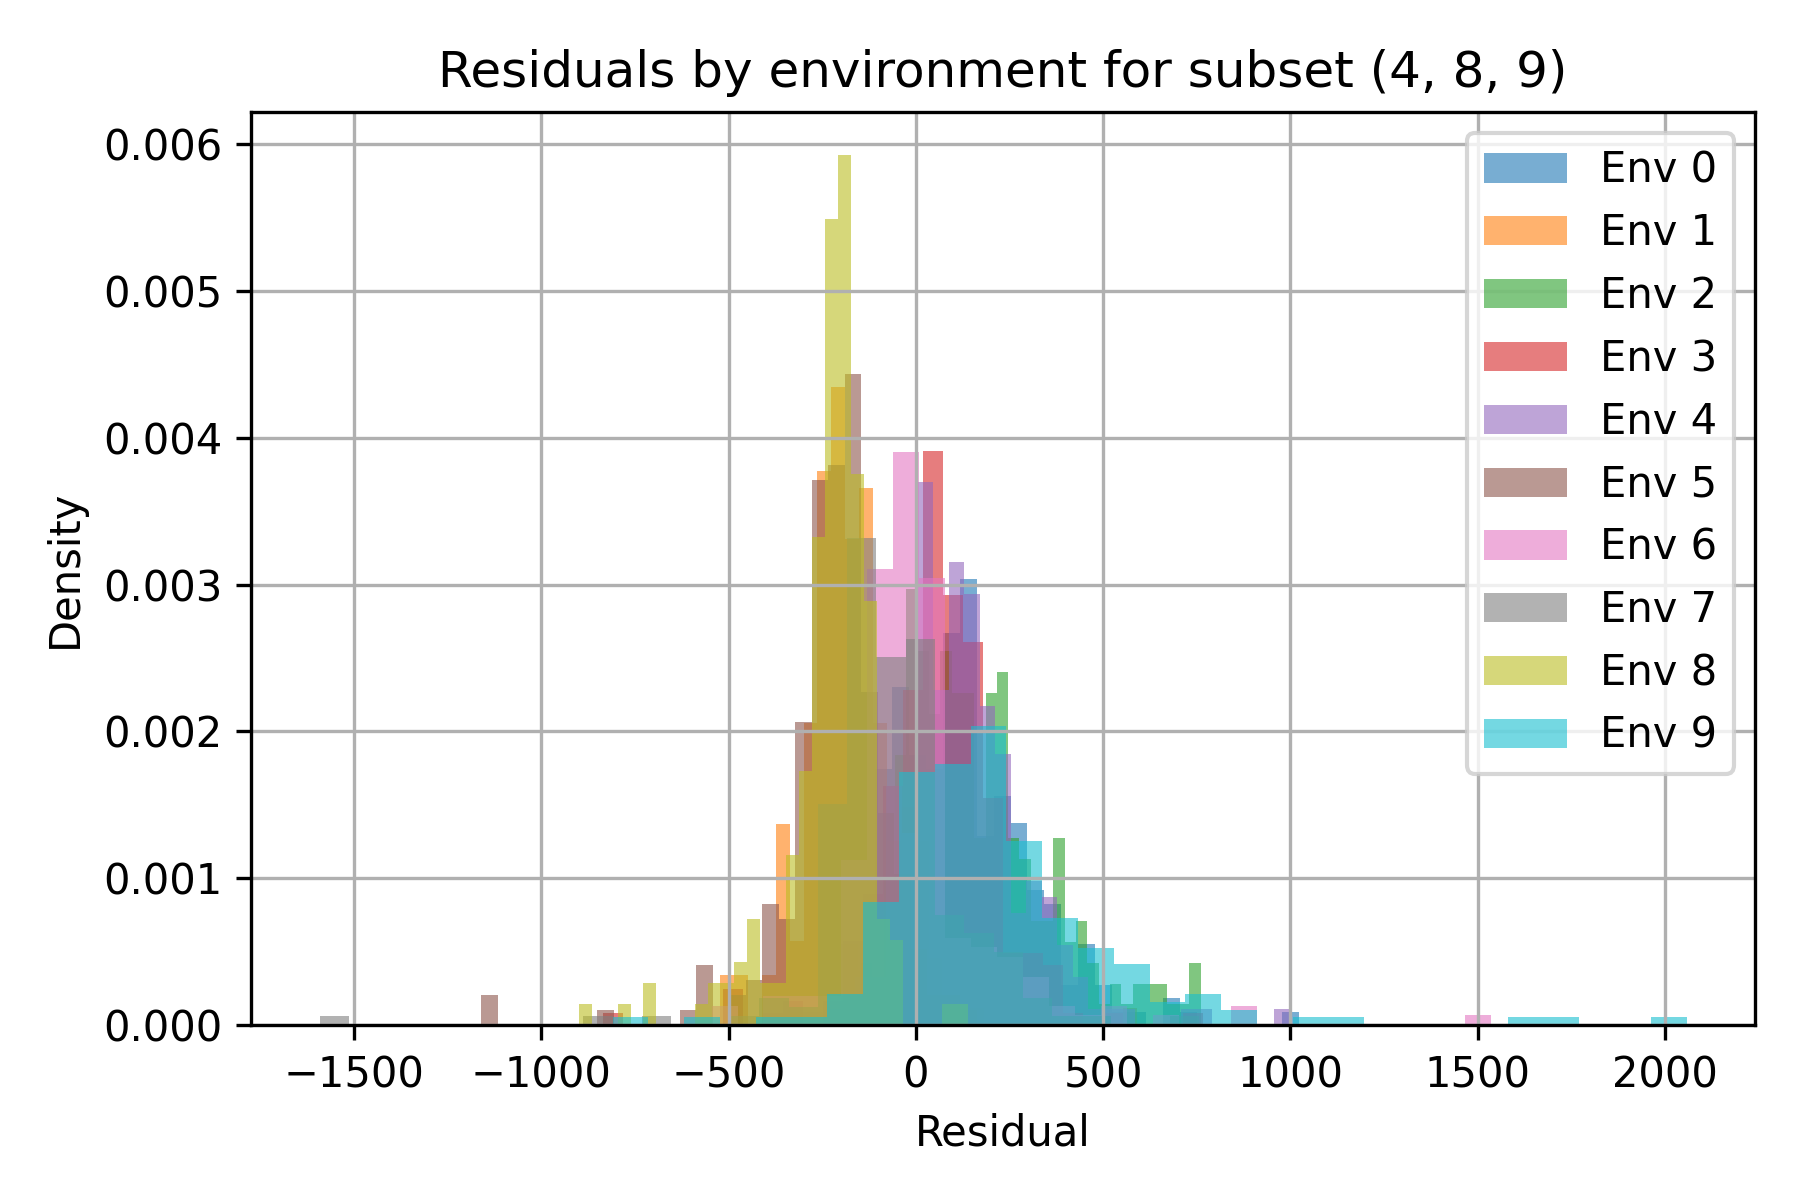 Residuals by environment for subset (4, 8, 9)
0.006
0.005
0.004
0.003
0.002
0.001
0.000
Density
Env 0
Env 1
Env 2
Env 3
Env 4
Env 5
Env 6
Env 7
Env 8
Env 9
−1500 −1000 −500 0 500 1000 1500 2000
Residual